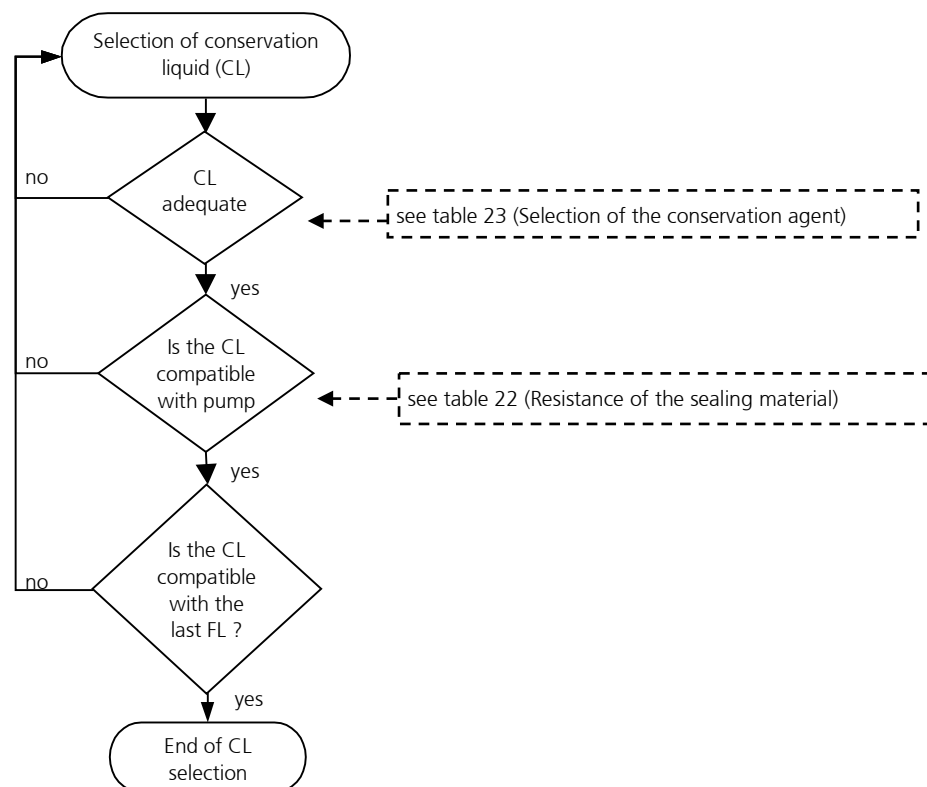 Selection of conservation
liquid (CL)
no
CL
adequate
see table 23 (Selection of the conservation agent)
yes
no
Is the CL
compatible
with pump
see table 22 (Resistance of the sealing material)
yes
no
Is the CL
compatible
with the
last FL ?
yes
End of CL
selection